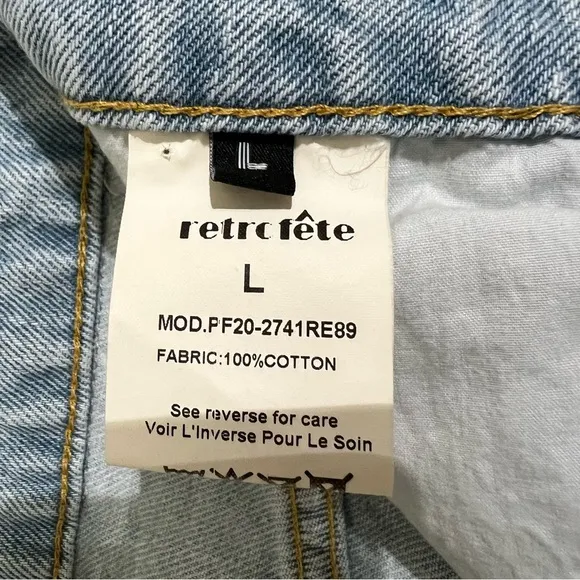 L
retrofête
L
MOD.PF20-2741RE89
FABRIC:100%COTTON
See reverse for care
Voir L'Inverse Pour Le Soin